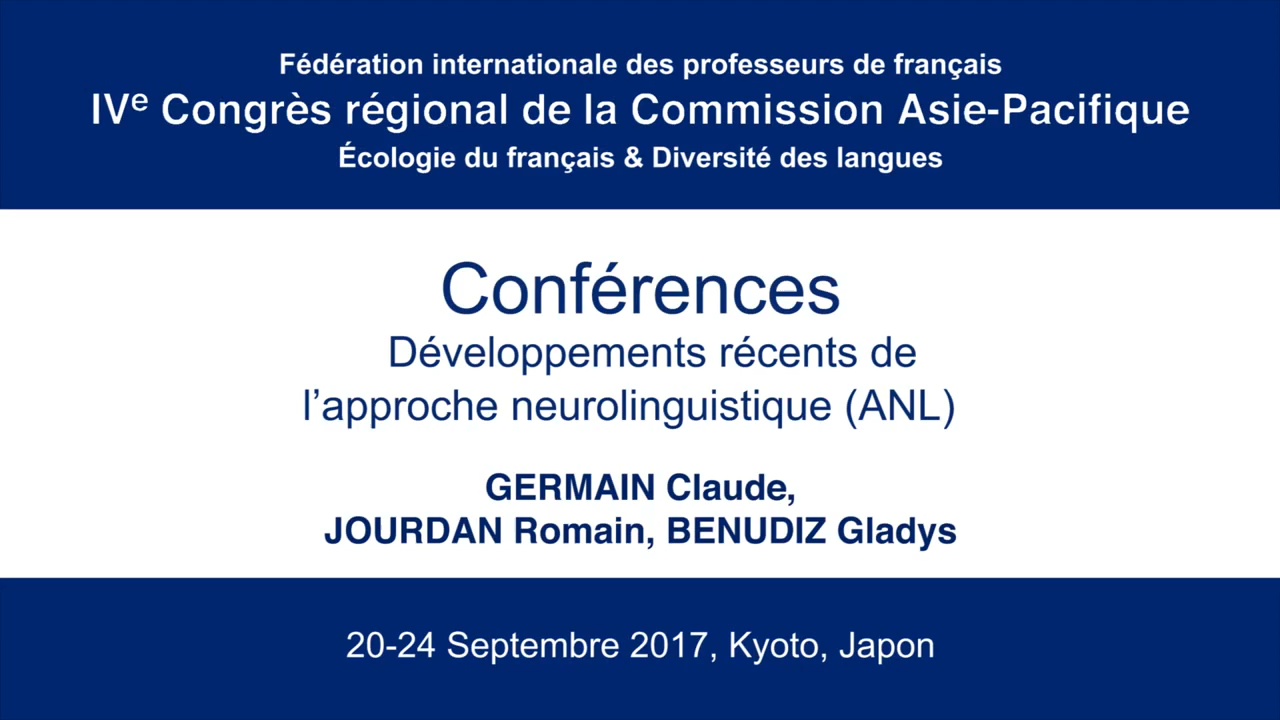 Fédération internationale des professeurs de français
IVe Congrès régional de la Commission Asie-Pacifique
Écologie du français & Diversité des langues
Conférences
Développements récents de
l’approche neurolinguistique (ANL)
GERMAIN Claude,
JOURDAN Romain, BENUDIZ Gladys
20-24 Septembre 2017, Kyoto, Japon